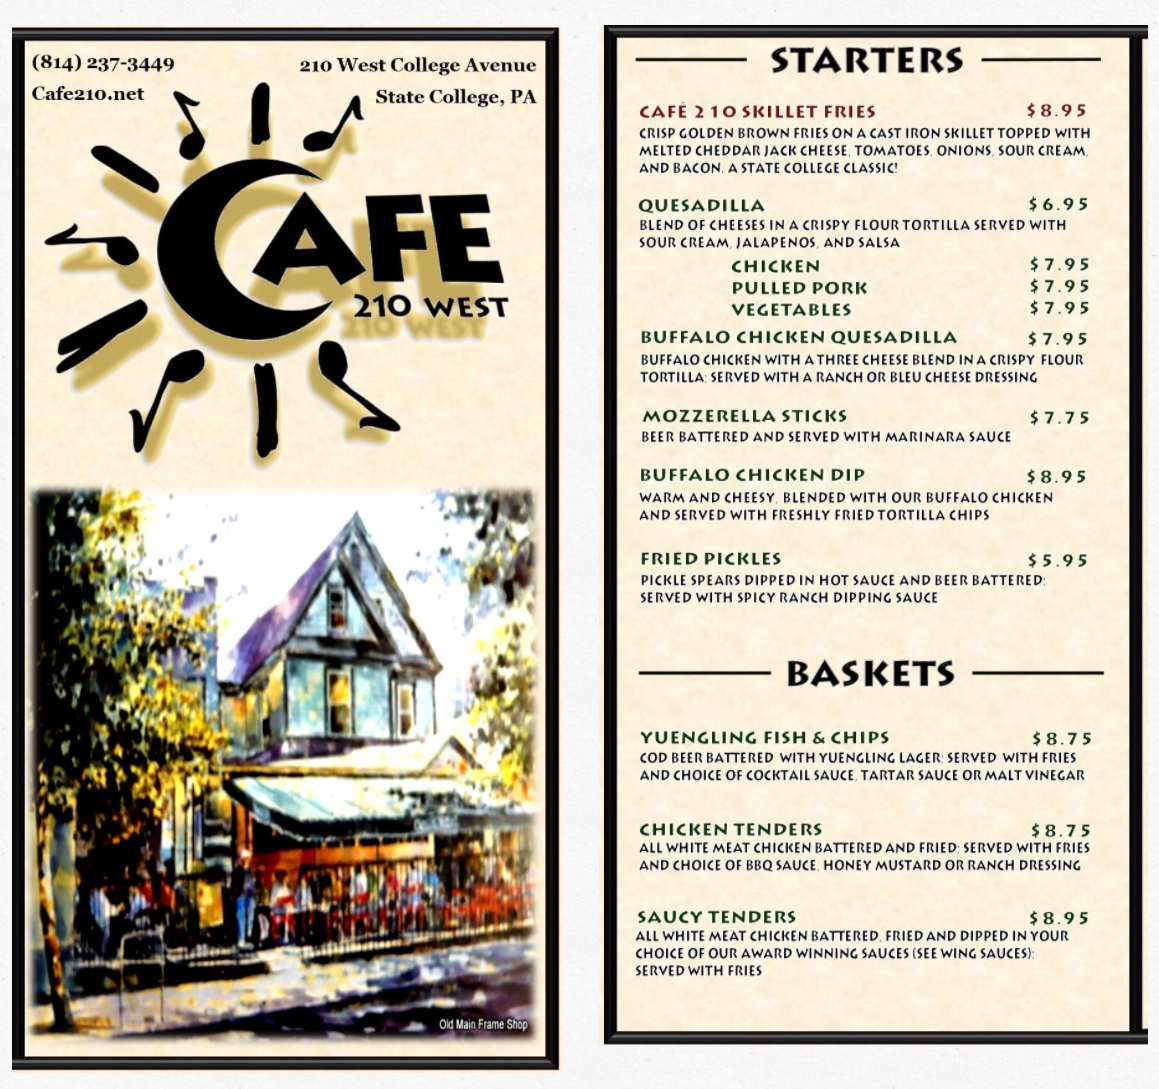 (814) 237-3449
Cafe210.net
210 West College Avenue
State College, PA
CAFE
210 WEST
Old Main Frame Shop
STARTERS
CAFÉ 210 SKILLET FRIES $8.95
CRISP GOLDEN BROWN FRIES ON A CAST IRON SKILLET TOPPED WITH
MELTED CHEDDAR JACK CHEESE, TOMATOES, ONIONS, SOUR CREAM,
AND BACON. A STATE COLLEGE CLASSIC!
QUESADILLA $6.95
BLEND OF CHEESES IN A CRISPY FLOUR TORTILLA SERVED WITH
SOUR CREAM, JALAPENOS, AND SALSA
CHICKEN $7.95
PULLED PORK $7.95
VEGETABLES $7.95
BUFFALO CHICKEN QUESADILLA $7.95
BUFFALO CHICKEN WITH A THREE CHEESE BLEND IN A CRISPY FLOUR
TORTILLA; SERVED WITH A RANCH OR BLEU CHEESE DRESSING
MOZZERELLA STICKS $7.75
BEER BATTERED AND SERVED WITH MARINARA SAUCE
BUFFALO CHICKEN DIP $8.95
WARM AND CHEESY, BLENDED WITH OUR BUFFALO CHICKEN
AND SERVED WITH FRESHLY FRIED TORTILLA CHIPS
FRIED PICKLES $5.95
PICKLE SPEARS DIPPED IN HOT SAUCE AND BEER BATTERED;
SERVED WITH SPICY RANCH DIPPING SAUCE
BASKETS
YUENGLING FISH & CHIPS $8.75
COD BEER BATTERED WITH YUENGLING LAGER; SERVED WITH FRIES
AND CHOICE OF COCKTAIL SAUCE, TARTAR SAUCE OR MALT VINEGAR
CHICKEN TENDERS $8.75
ALL WHITE MEAT CHICKEN BATTERED AND FRIED; SERVED WITH FRIES
AND CHOICE OF BBQ SAUCE, HONEY MUSTARD OR RANCH DRESSING
SAUCY TENDERS $8.95
ALL WHITE MEAT CHICKEN BATTERED, FRIED AND DIPPED IN YOUR
CHOICE OF OUR AWARD WINNING SAUCES (SEE WING SAUCES);
SERVED WITH FRIES